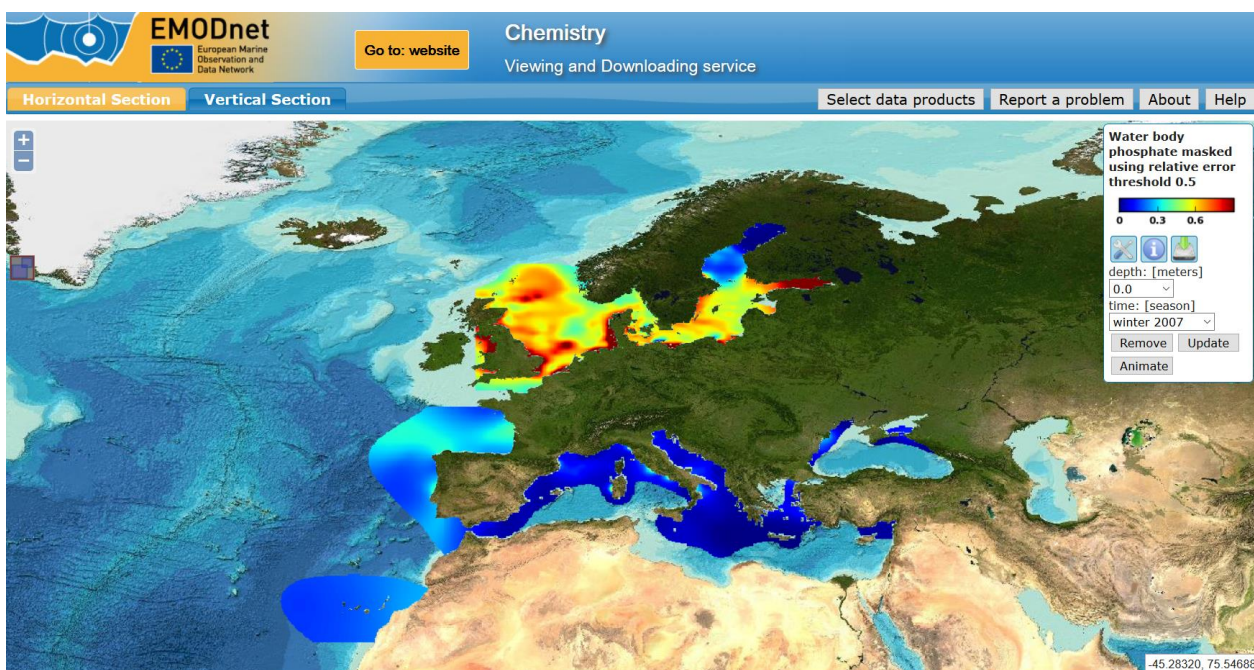 EMODnet
European Marine
Observation and
Data Network
Go to: website
Chemistry
Viewing and Downloading service
Horizontal Section
Vertical Section
Select data products
Report a problem
About
Help
+
−
Water body
phosphate masked
using relative error
threshold 0.5
0 0.3 0.6
depth: [meters]
0.0
time: [season]
winter 2007
Remove
Update
Animate
-45.28320, 75.54685